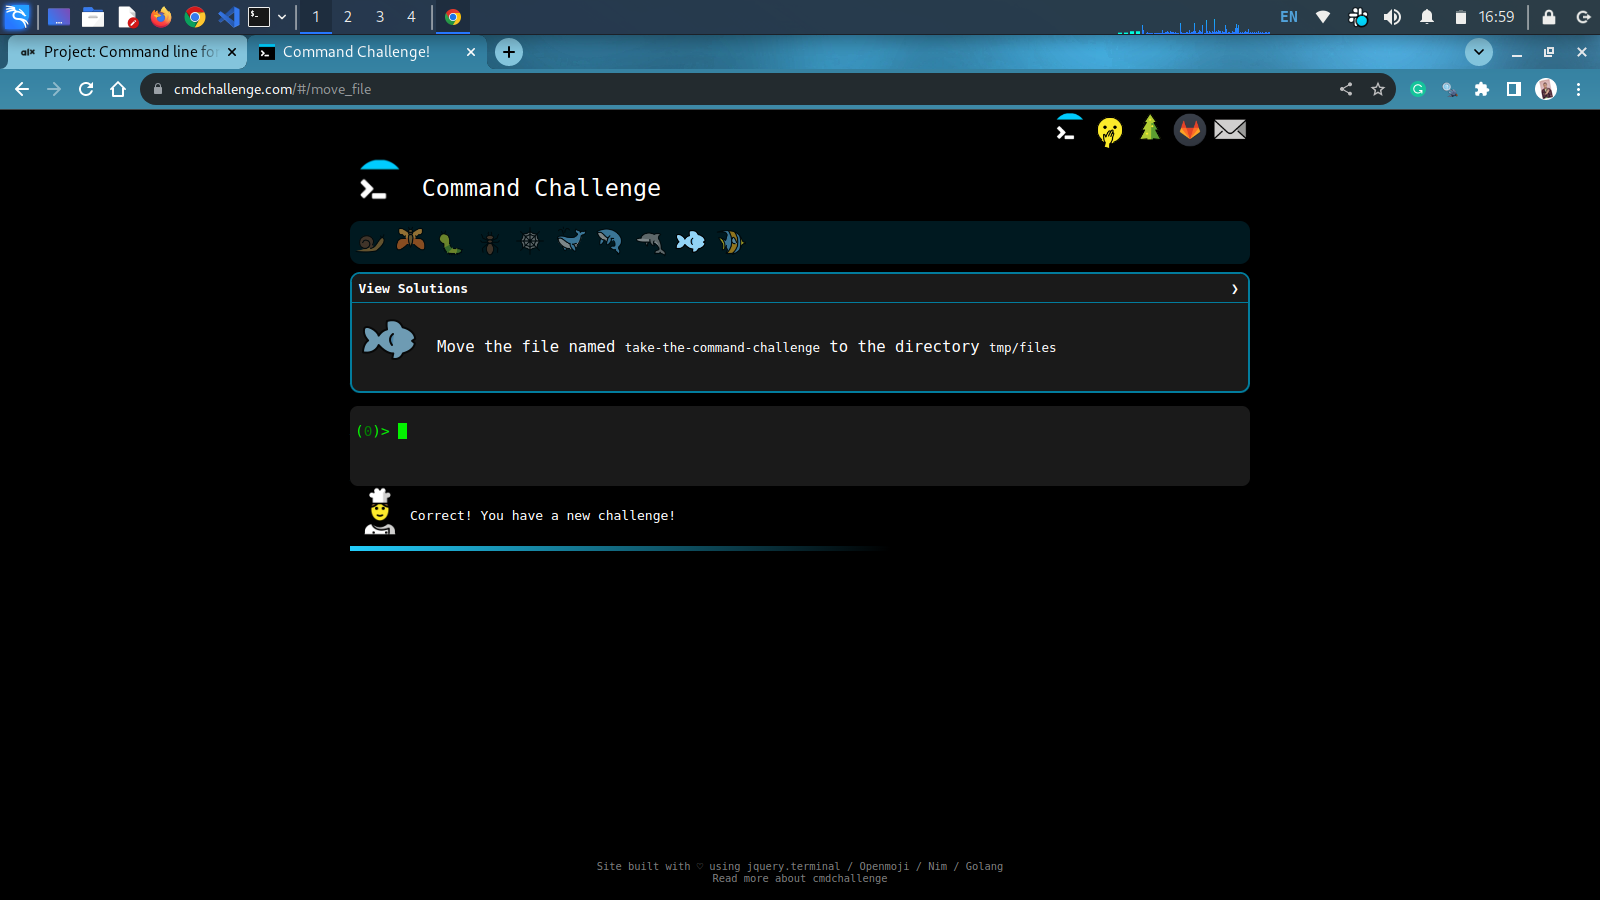 1 2 3 4 EN 16:59
alx Project: Command line for Command Challenge!
cmdchallenge.com/#/move_file
Command Challenge
View Solutions
Move the file named take-the-command-challenge to the directory tmp/files
(0)>
Correct! You have a new challenge!
Site built with ♡ using jquery.terminal / Openmoji / Nim / Golang
Read more about cmdchallenge